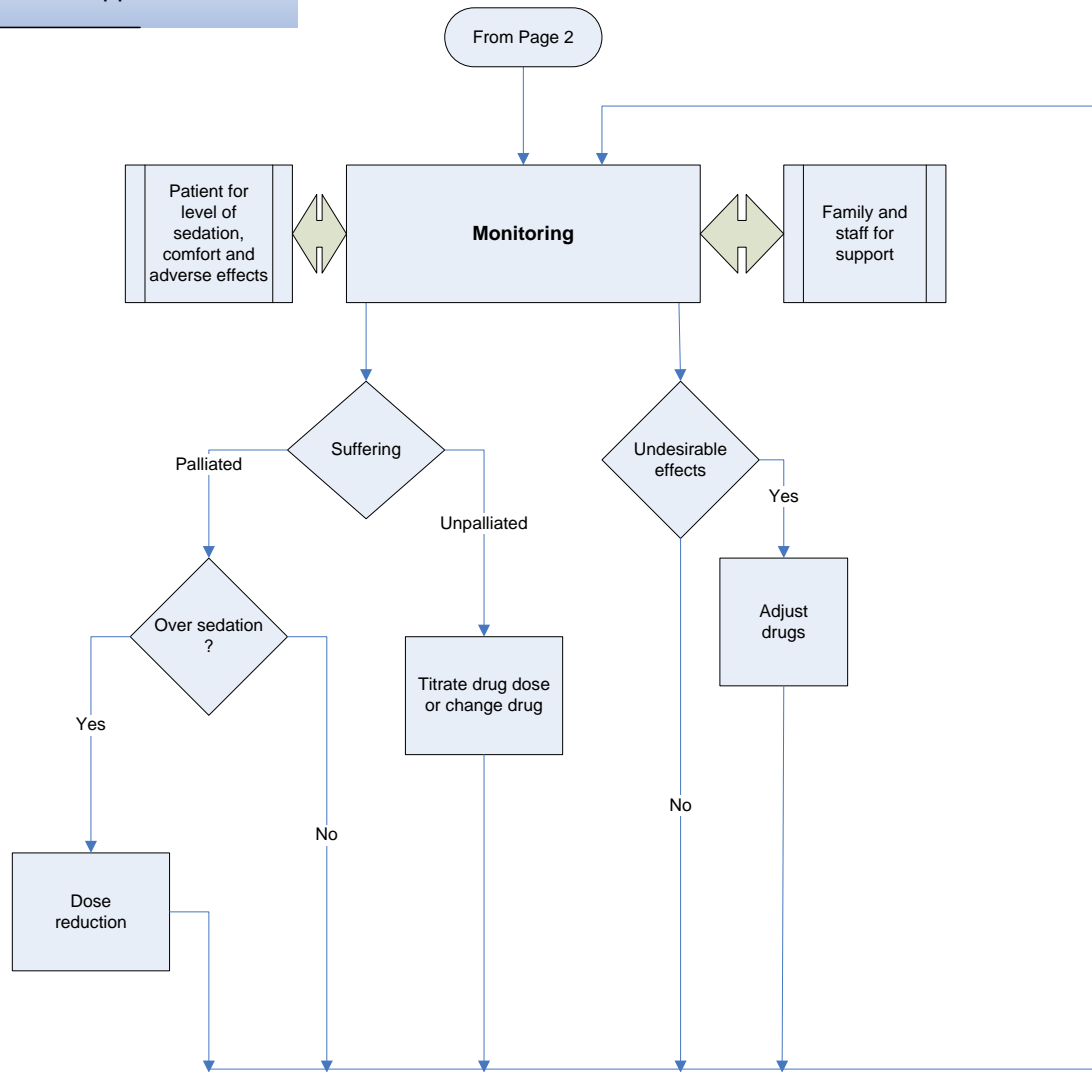 From Page 2
Patient for
level of
sedation,
comfort and
adverse effects
Monitoring
Family and
staff for
support
Suffering
Undesirable
effects
Palliated
Yes
Unpalliated
Over sedation
?
Adjust
drugs
Titrate drug dose
or change drug
Yes
No
No
Dose
reduction